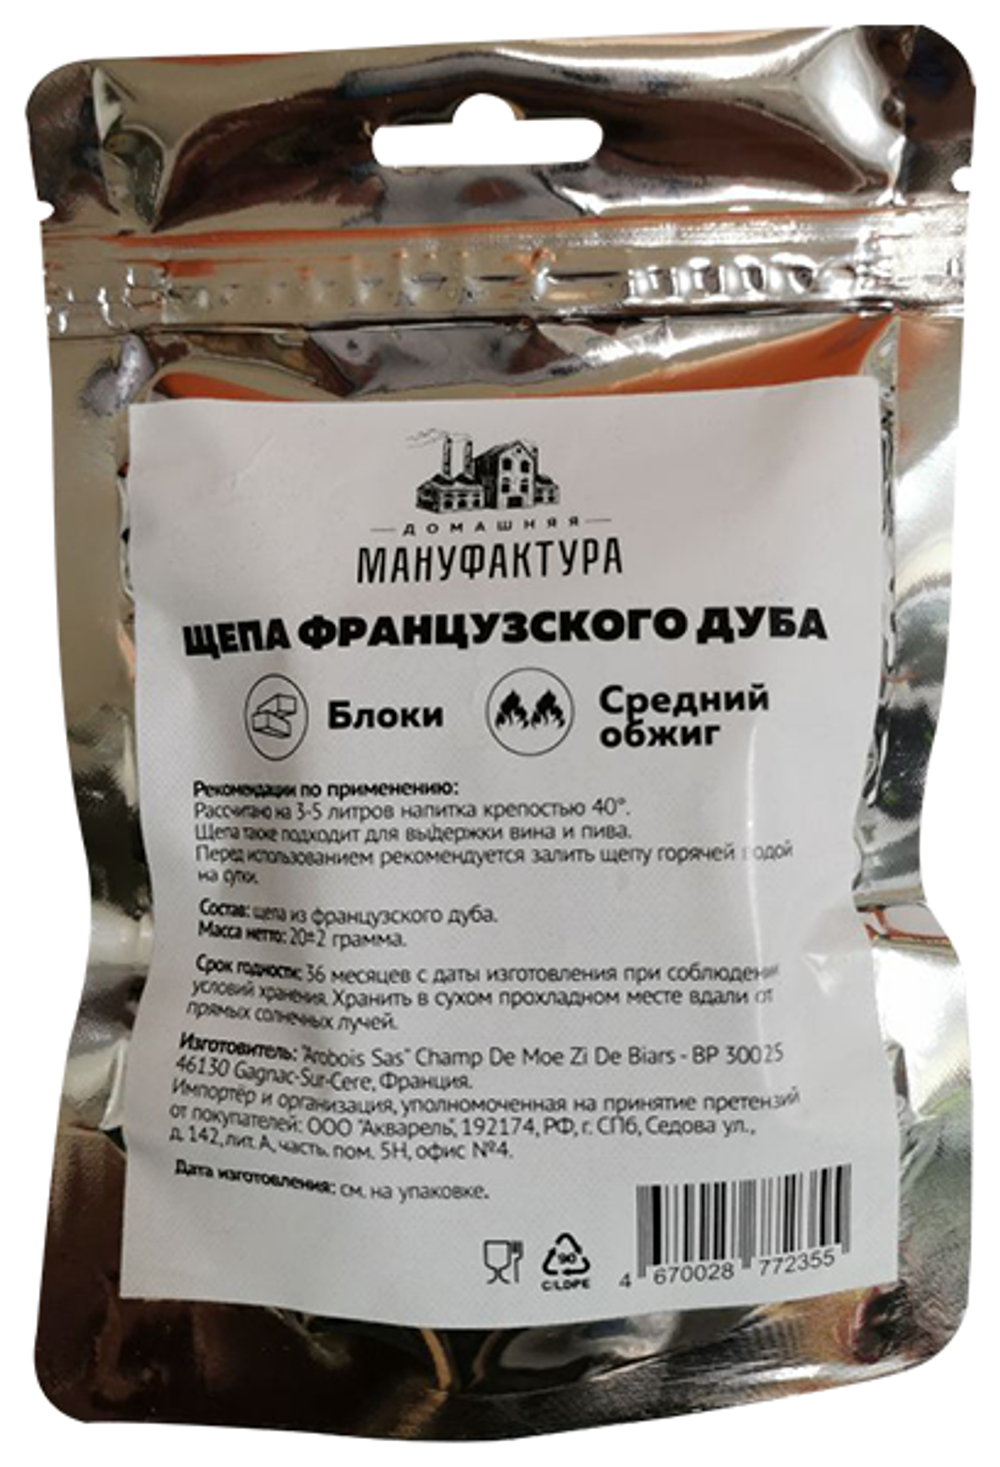 ДОМАШНЯЯ
МАНУФАКТУРА
ЩЕПА ФРАНЦУЗСКОГО ДУБА
Блоки
Средний
обжиг
Рекомендации по применению:
Рассчитано на 3-5 литров напитка крепостью 40°.
Щепа также подходит для выдержки вина и пива.
Перед использованием рекомендуется залить щепу горячей водой
на сутки.
Состав: щепа из французского дуба.
Масса нетто: 20±2 грамма.
Срок годности: 36 месяцев с даты изготовления при соблюдении
условий хранения. Хранить в сухом прохладном месте вдали от
прямых солнечных лучей.
Изготовитель: "Arobois Sas" Champ De Moe Zi De Biars - BP 30025
46130 Gagnac-Sur-Cere, Франция.
Импортёр и организация, уполномоченная на принятие претензий
от покупателей: ООО "Акварель", 192174, РФ, г. СПб, Седова ул.,
д. 142, лит. А, часть. пом. 5Н, офис №4.
Дата изготовления: см. на упаковке.
90
C/LDPE
4 670028 772355